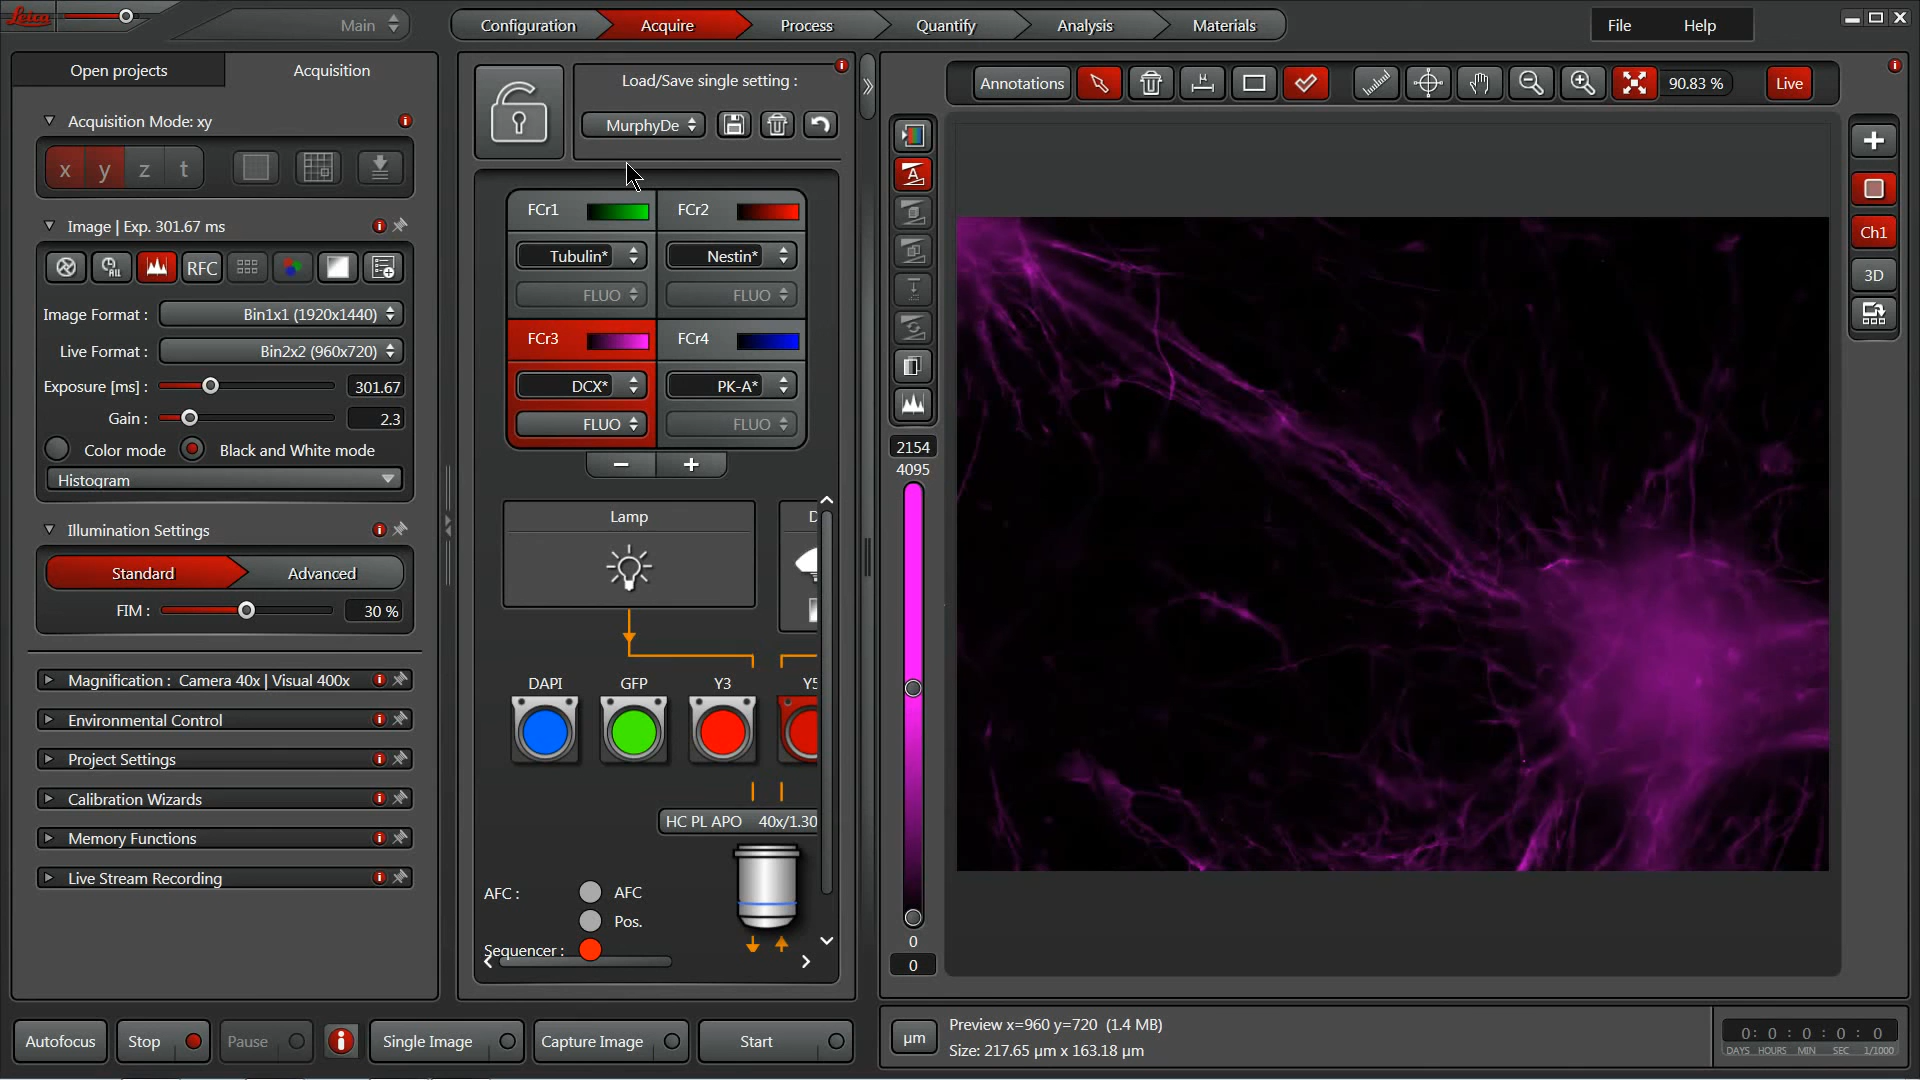 Leica
Main
Configuration
Acquire
Process
Quantify
Analysis
Materials
File
Help
Open projects
Acquisition
Acquisition Mode: xy
x
y
z
t
Image | Exp. 301.67 ms
ALL
RFC
Image Format :
Bin1x1 (1920x1440)
Live Format :
Bin2x2 (960x720)
Exposure [ms] :
301.67
Gain :
2.3
Color mode
Black and White mode
Histogram
Illumination Settings
Standard
Advanced
FIM :
30 %
Magnification : Camera 40x | Visual 400x
Environmental Control
Project Settings
Calibration Wizards
Memory Functions
Live Stream Recording
Load/Save single setting :
MurphyDe
FCr1
FCr2
Tubulin*
Nestin*
FLUO
FLUO
FCr3
FCr4
DCX*
PK-A*
FLUO
FLUO
Lamp
DAPI
GFP
Y3
Y5
HC PL APO 40x/1.30
AFC :
AFC
Pos.
Sequencer :
Annotations
90.83 %
Live
A
2154
4095
0
0
Ch1
3D
Autofocus
Stop
Pause
Single Image
Capture Image
Start
µm
Preview x=960 y=720 (1.4 MB)
Size: 217.65 µm x 163.18 µm
0: 0 : 0 : 0 : 0
DAYS HOURS MIN SEC 1/1000